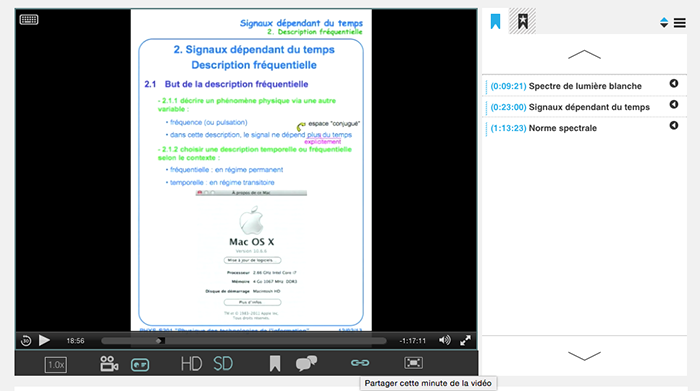 Signaux dépendant du temps
2. Description fréquentielle
2. Signaux dépendant du temps
Description fréquentielle
2.1 But de la description fréquentielle
- 2.1.1 décrire un phénomène physique via une autre
variable :
• fréquence (ou pulsation)
espace "conjugué"
• dans cette description, le signal ne dépend plus du temps
explicitement
- 2.1.2 choisir une description temporelle ou fréquentielle
selon le contexte :
• fréquentielle : en régime permanent
• temporelle : en régime transitoire
À propos de ce Mac
Mac OS X
Version 10.6.8
Mise à jour de logiciels...
Processeur 2.66 GHz Intel Core i7
Mémoire 4 Go 1067 MHz DDR3
Disque de démarrage Macintosh HD
Plus d'infos...
TM et © 1983-2011 Apple Inc.
Tous droits réservés.
"Physique des technologies de l'information"
30
18:56
-1:17:11
1.0x
HD
SD
Partager cette minute de la vidéo
(0:09:21) Spectre de lumière blanche
(0:23:00) Signaux dépendant du temps
(1:13:23) Norme spectrale